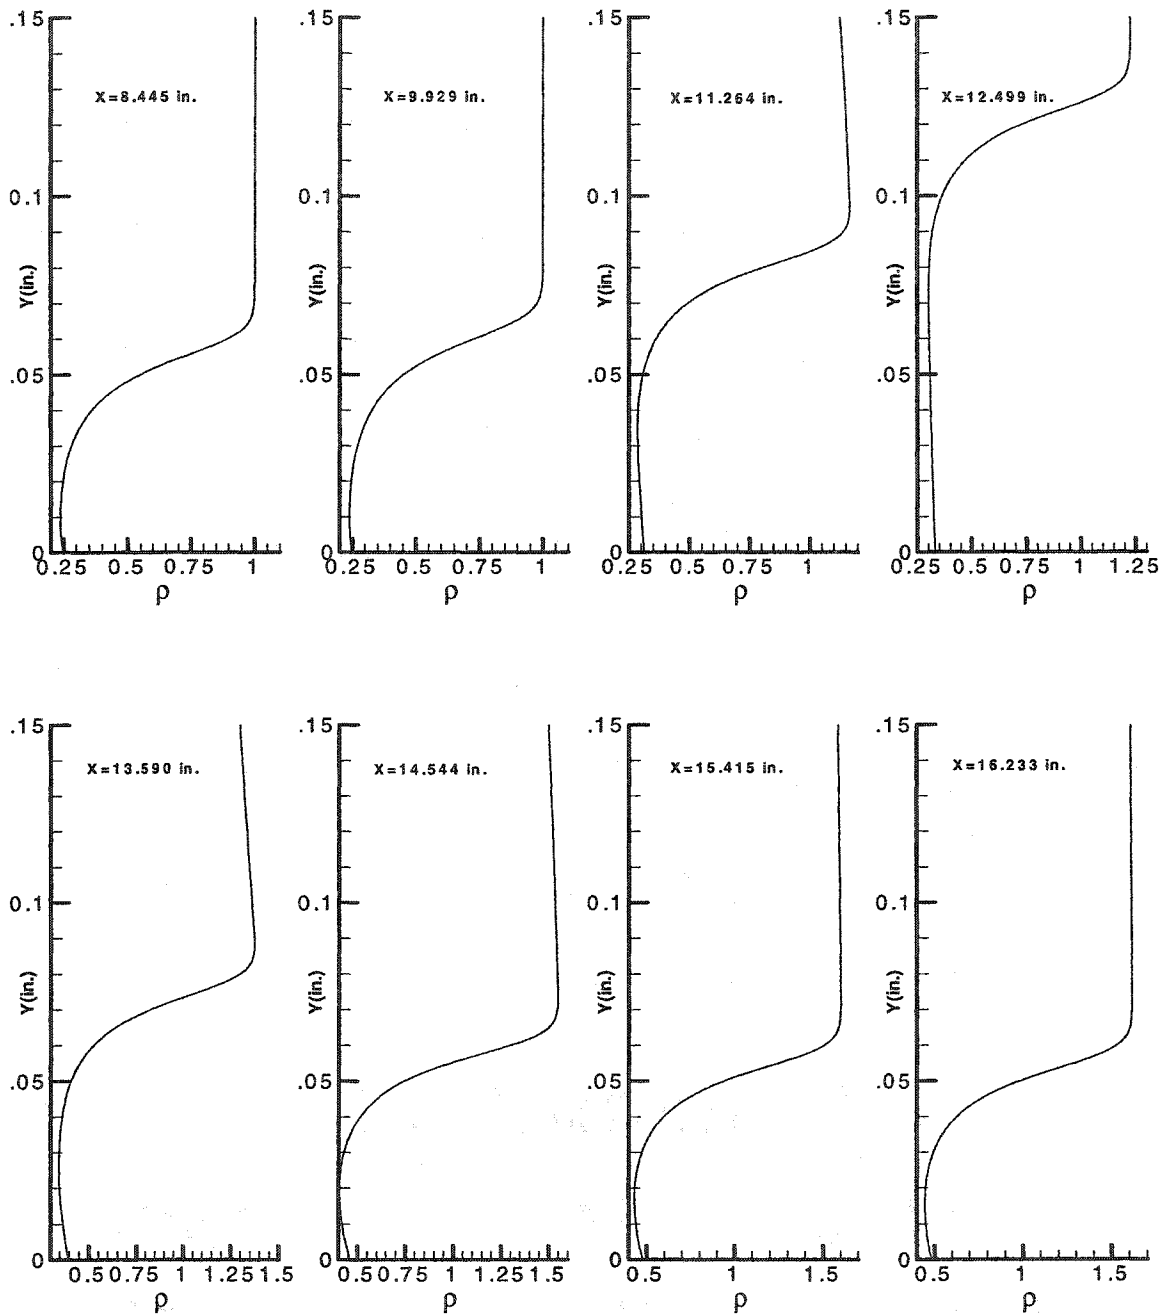 .15
X=8.445 in.
0.1
Y(in.)
.05
0
0.25 0.5 0.75 1
ρ
.15
X=9.929 in.
0.1
Y(in.)
.05
0
0.25 0.5 0.75 1
ρ
.15
X=11.264 in.
0.1
Y(in.)
.05
0
0.25 0.5 0.75 1
ρ
.15
X=12.499 in.
0.1
Y(in.)
.05
0
0.25 0.5 0.75 1 1.25
ρ
.15
X=13.590 in.
0.1
Y(in.)
.05
0
0.5 0.75 1 1.25 1.5
ρ
.15
X=14.544 in.
0.1
Y(in.)
.05
0
0.5 0.75 1 1.25 1.5
ρ
.15
X=15.415 in.
0.1
Y(in.)
.05
0
0.5 1 1.5
ρ
.15
X=16.233 in.
0.1
Y(in.)
.05
0
0.5 1 1.5
ρ